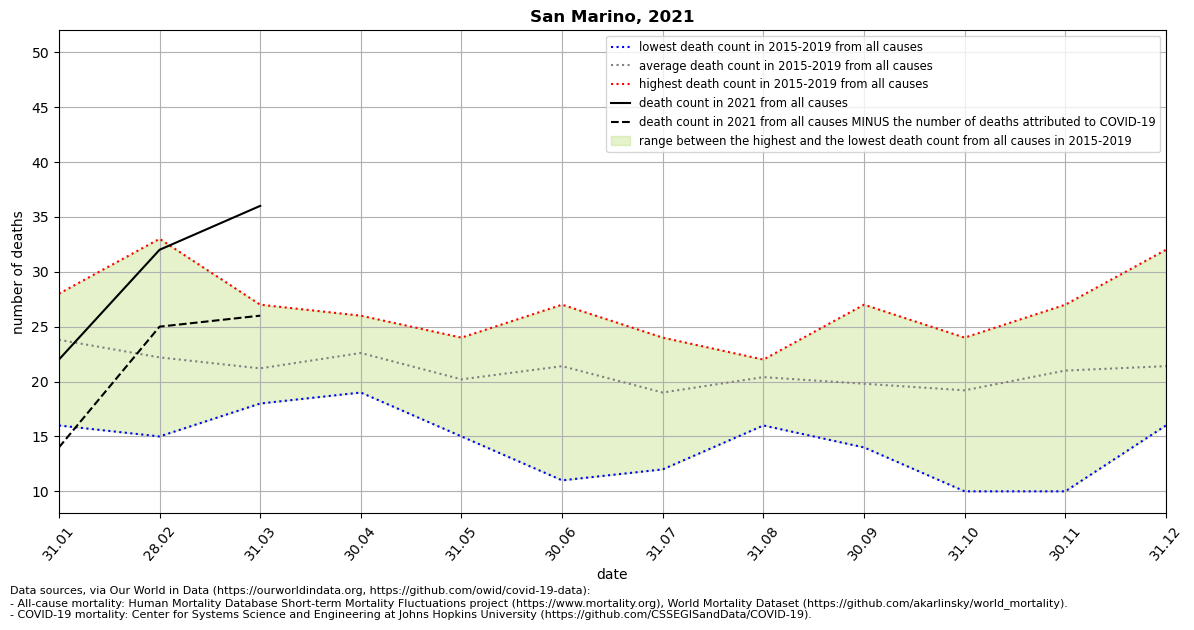 San Marino, 2021
lowest death count in 2015-2019 from all causes
average death count in 2015-2019 from all causes
highest death count in 2015-2019 from all causes
death count in 2021 from all causes
death count in 2021 from all causes MINUS the number of deaths attributed to COVID-19
range between the highest and the lowest death count from all causes in 2015-2019
number of deaths
50
45
40
35
30
25
20
15
10
31.01
28.02
31.03
30.04
31.05
30.06
31.07
31.08
30.09
31.10
30.11
31.12
date
Data sources, via Our World in Data (https://ourworldindata.org, https://github.com/owid/covid-19-data):
- All-cause mortality: Human Mortality Database Short-term Mortality Fluctuations project (https://www.mortality.org), World Mortality Dataset (https://github.com/akarlinsky/world_mortality).
- COVID-19 mortality: Center for Systems Science and Engineering at Johns Hopkins University (https://github.com/CSSEGISandData/COVID-19).